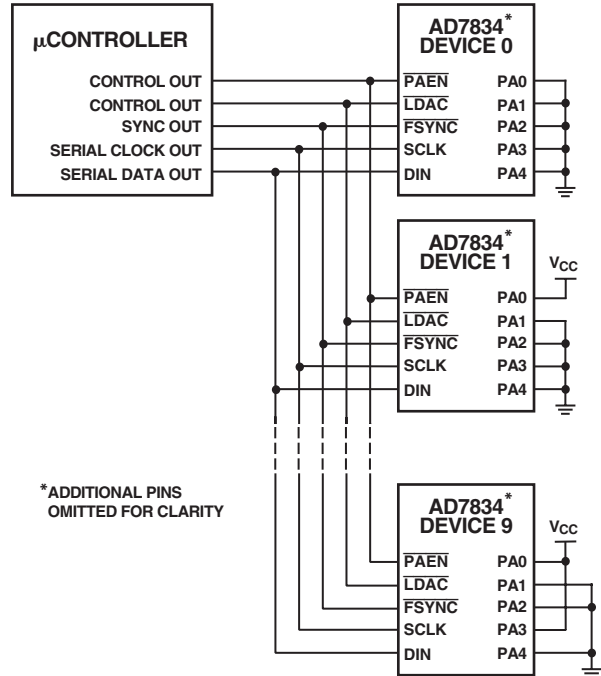 μCONTROLLER
CONTROL OUT
CONTROL OUT
SYNC OUT
SERIAL CLOCK OUT
SERIAL DATA OUT
AD7834*
DEVICE 0
PAEN PA0
LDAC PA1
FSYNC PA2
SCLK PA3
DIN PA4
AD7834*
DEVICE 1
VCC
PAEN PA0
LDAC PA1
FSYNC PA2
SCLK PA3
DIN PA4
*ADDITIONAL PINS
OMITTED FOR CLARITY
AD7834*
DEVICE 9
VCC
PAEN PA0
LDAC PA1
FSYNC PA2
SCLK PA3
DIN PA4